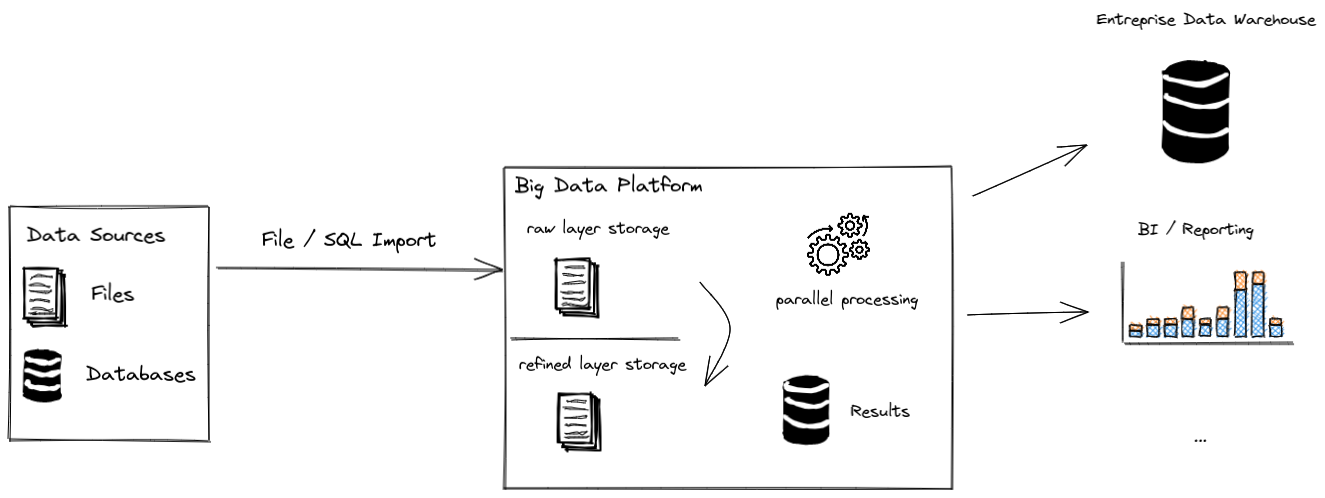 Entreprise Data Warehouse
Big Data Platform
Data Sources
File / SQL Import
raw layer storage
BI / Reporting
Files
parallel processing
refined layer storage
Databases
Results
...